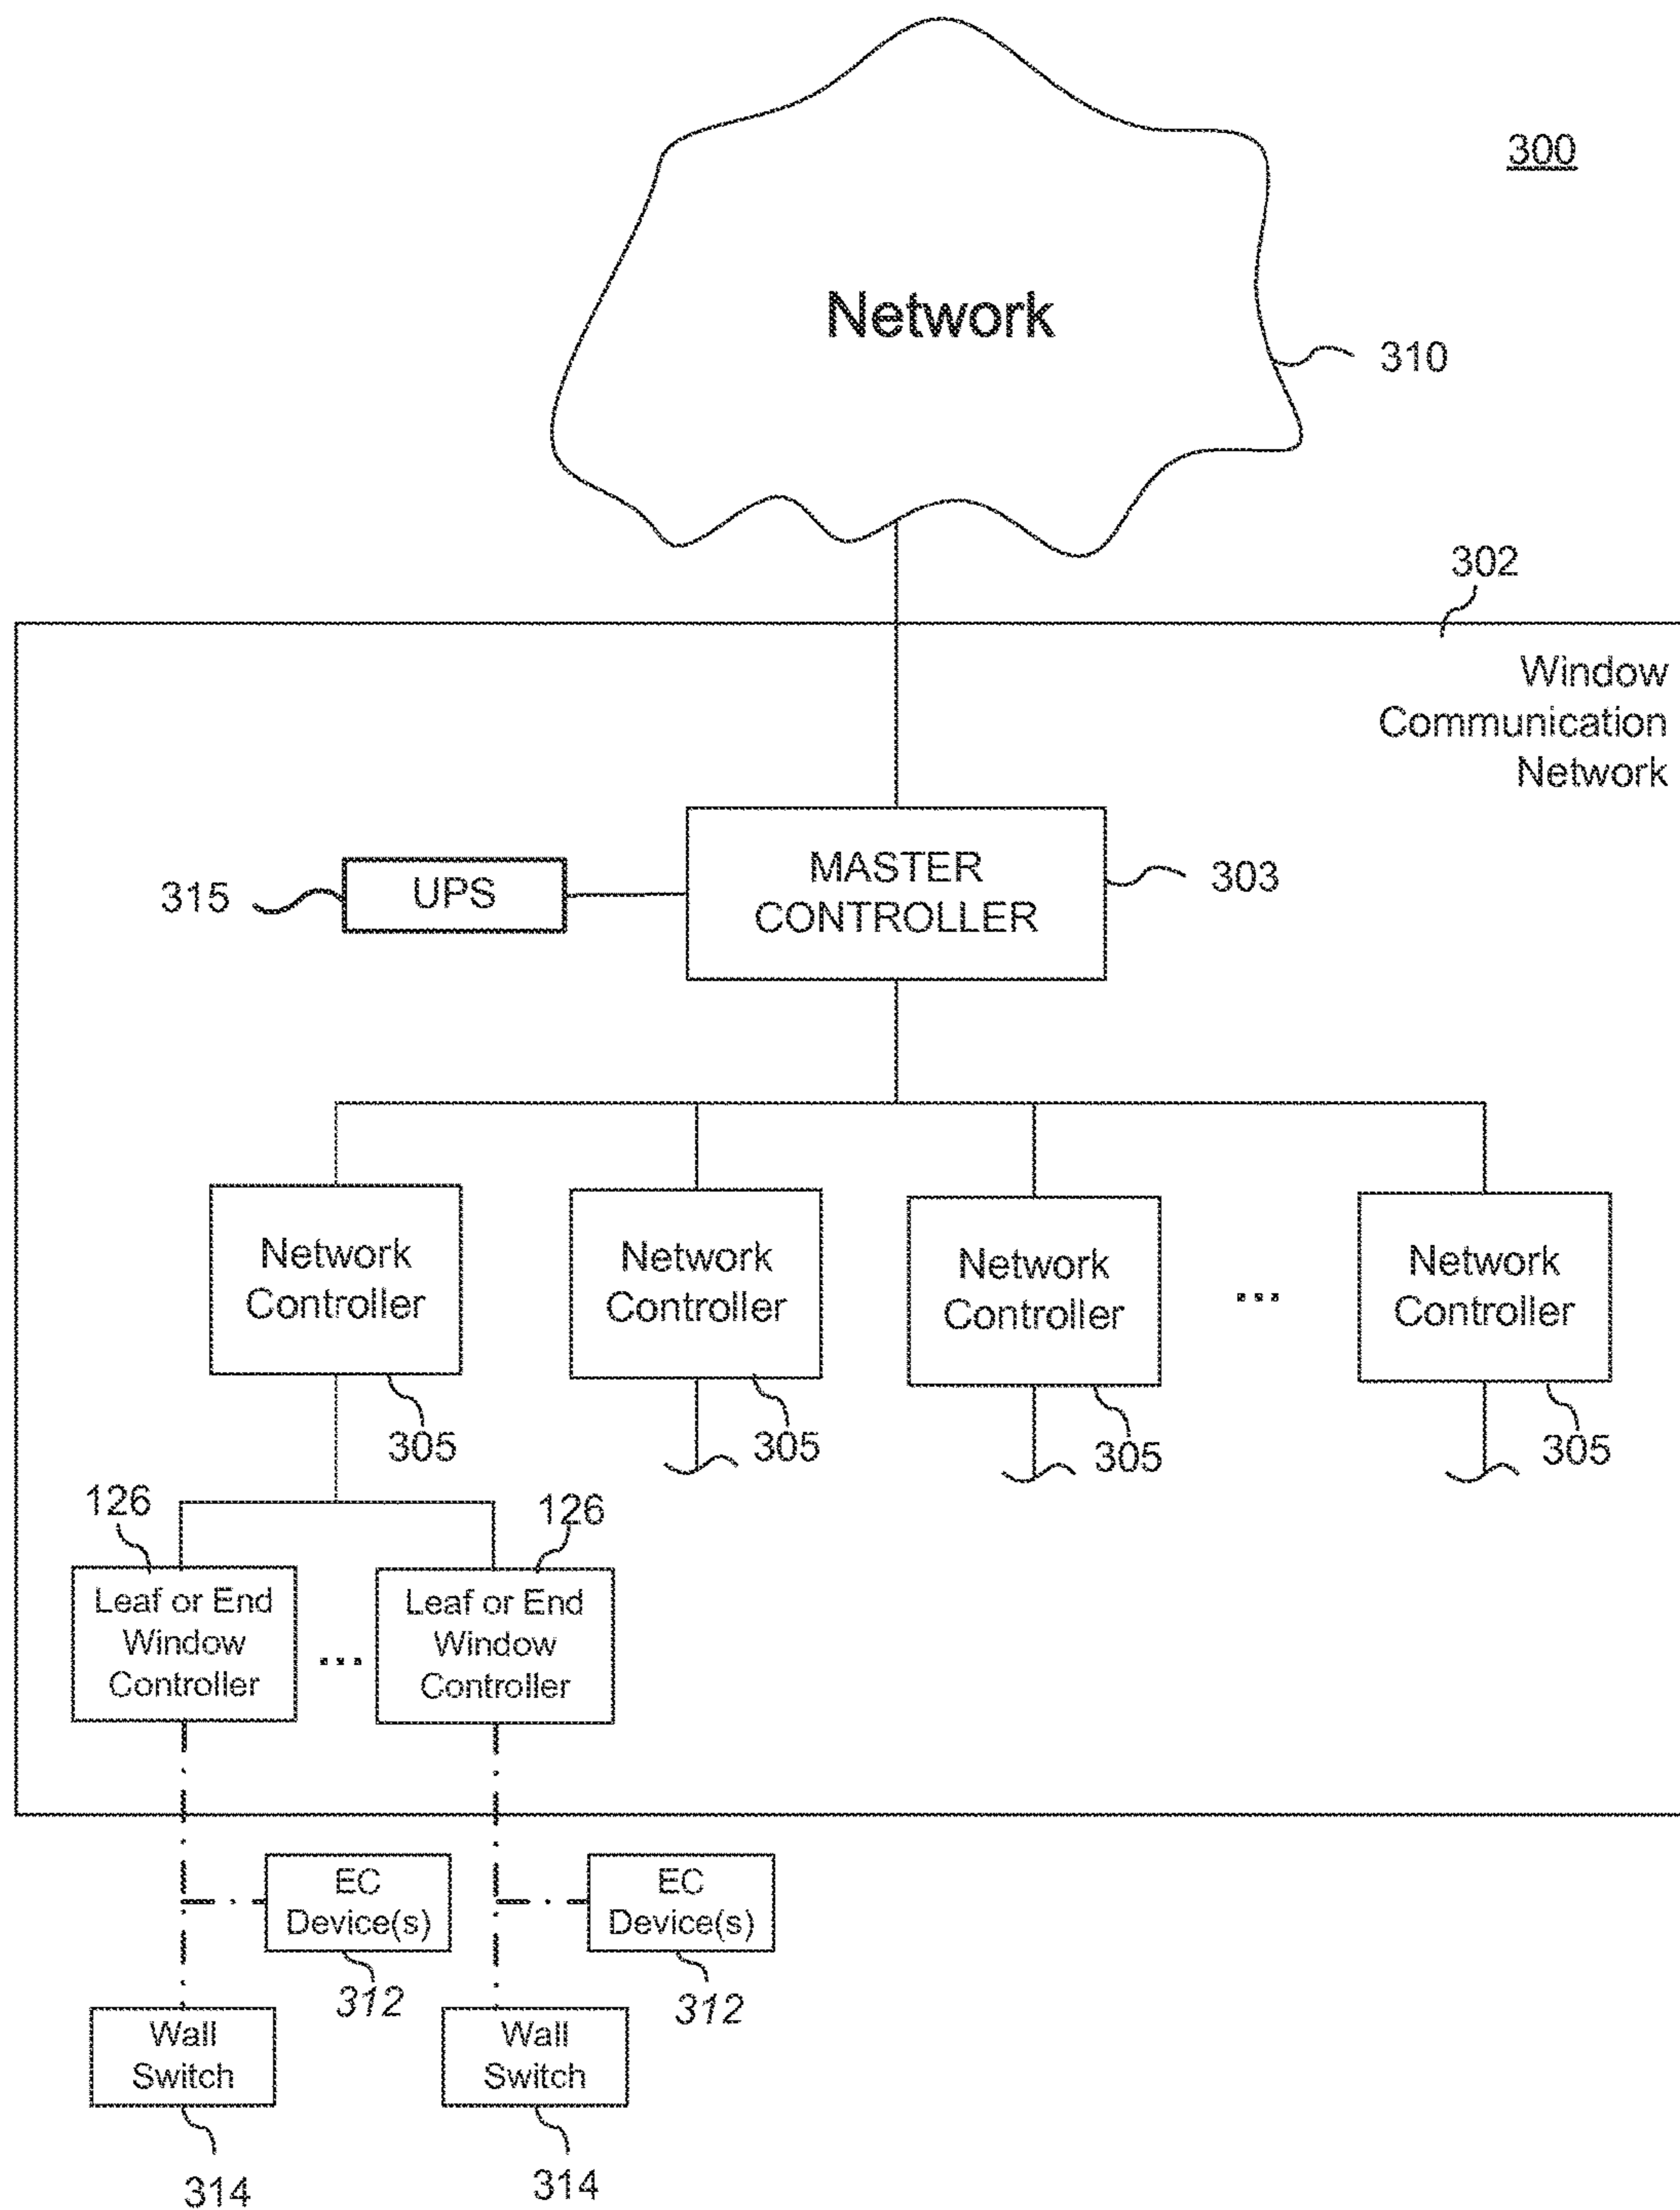 300
Network
310
302
Window
Communication
Network
MASTER
CONTROLLER
303
UPS
315
Network
Controller
305
Network
Controller
305
Network
Controller
305
...
Network
Controller
305
126
Leaf or End
Window
Controller
...
126
Leaf or End
Window
Controller
EC
Device(s)
312
EC
Device(s)
312
Wall
Switch
314
Wall
Switch
314